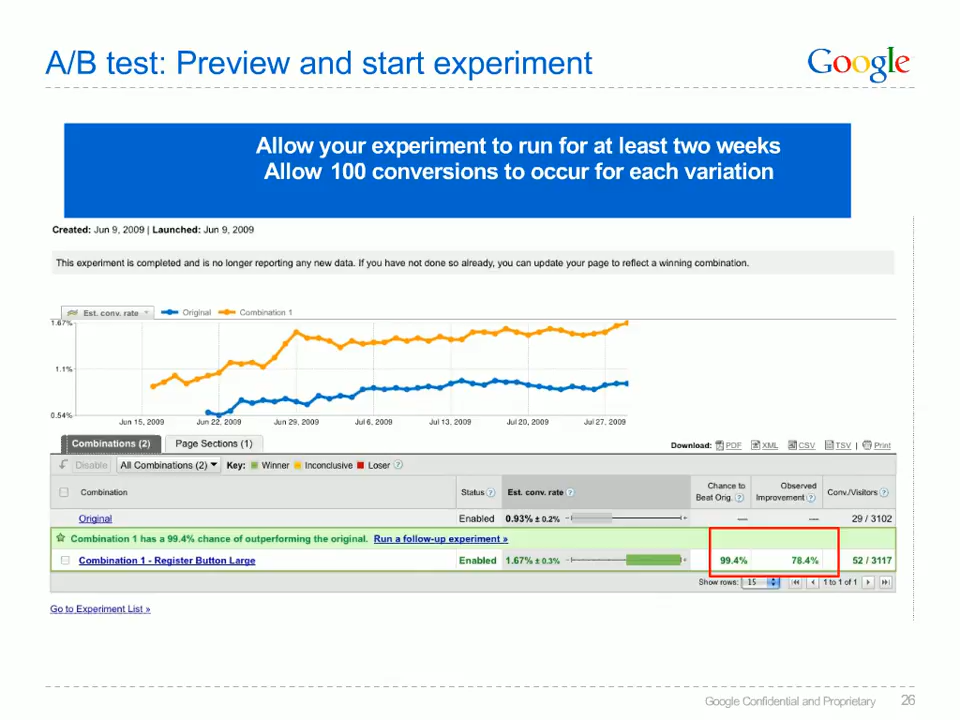 A/B test: Preview and start experiment
Google
Allow your experiment to run for at least two weeks
Allow 100 conversions to occur for each variation
Created: Jun 9, 2009 | Launched: Jun 9, 2009
This experiment is completed and is no longer reporting any new data. If you have not done so already, you can update your page to reflect a winning combination.
Est. conv. rate Original Combination 1
1.67%
1.1%
0.54%
Jun 15, 2009 Jun 22, 2009 Jun 29, 2009 Jul 6, 2009 Jul 13, 2009 Jul 20, 2009 Jul 27, 2009
Combinations (2) Page Sections (1) Download: PDF XML CSV TSV | Print
Disable All Combinations (2) Key: Winner Inconclusive Loser ?
Combination Status ? Est. conv. rate ? Chance to Beat Orig. ? Observed Improvement ? Conv./Visitors ?
Original Enabled 0.93% ± 0.2% — — 29 / 3102
Combination 1 has a 99.4% chance of outperforming the original. Run a follow-up experiment »
Combination 1 - Register Button Large Enabled 1.67% ± 0.3% 99.4% 78.4% 52 / 3117
Show rows: 15 1 to 1 of 1
Go to Experiment List »
Google Confidential and Proprietary 26